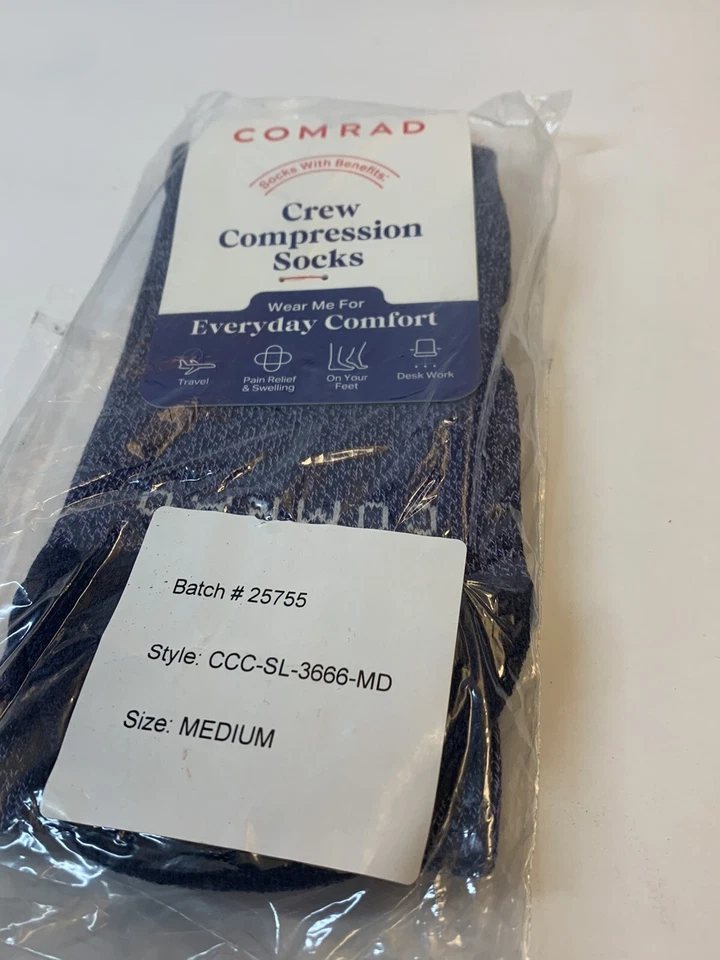 COMRAD
Socks With Benefits.
Crew
Compression
Socks
Wear Me For
Everyday Comfort
Travel
Pain Relief
& Swelling
On Your
Feet
Desk Work
Batch # 25755
Style: CCC-SL-3666-MD
Size: MEDIUM